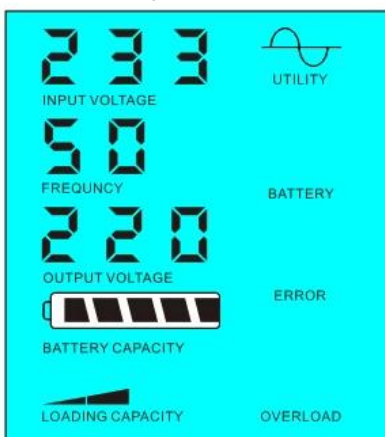 233
UTILITY
INPUT VOLTAGE
50
FREQUNCY
BATTERY
220
OUTPUT VOLTAGE
ERROR
BATTERY CAPACITY
LOADING CAPACITY OVERLOAD